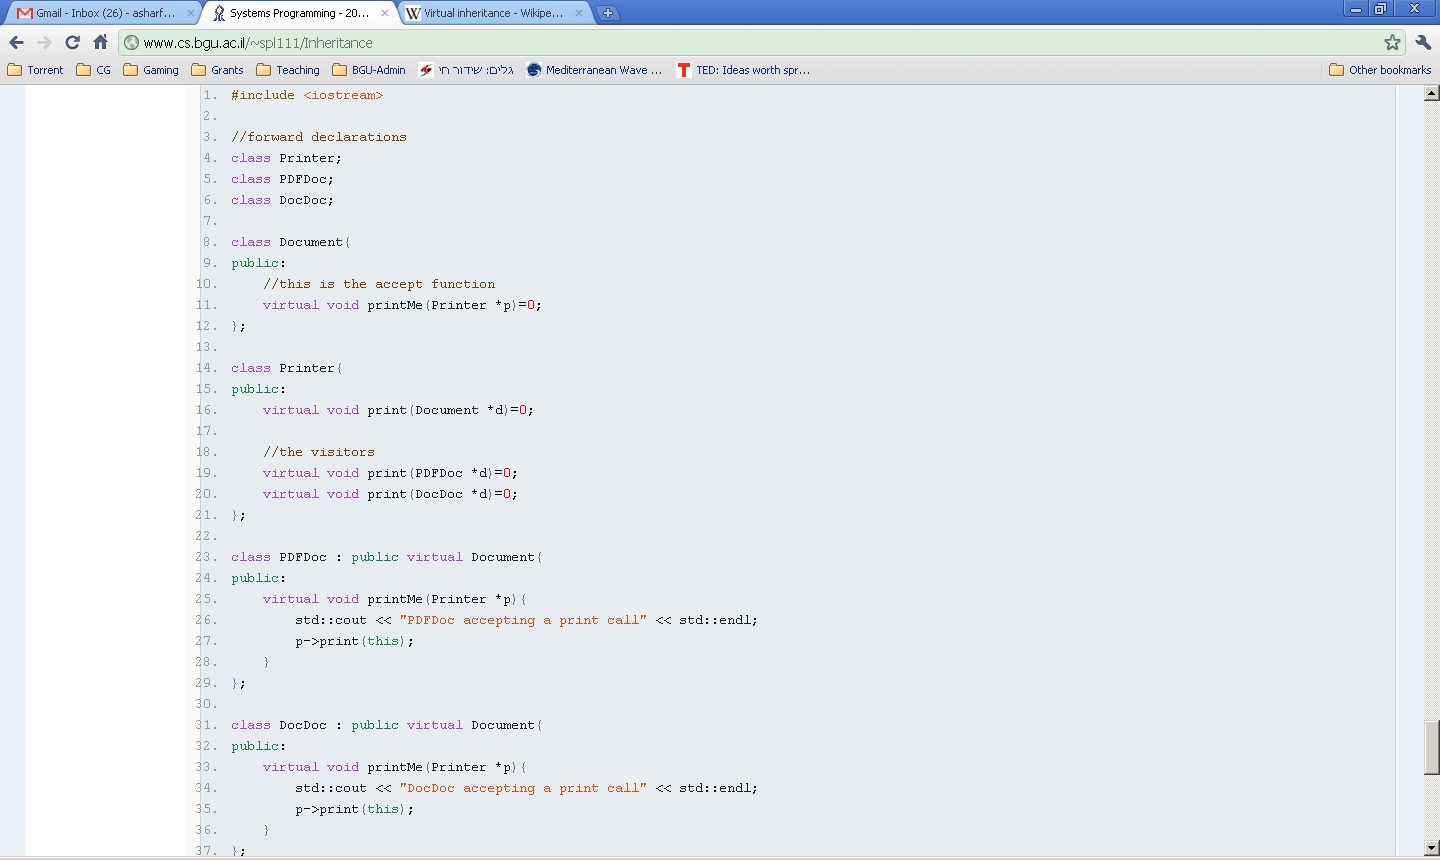 Gmail - Inbox (26) - asharf...
Systems Programming - 20...
Virtual inheritance - Wikipe...
www.cs.bgu.ac.il/~spl111/Inheritance
Torrent CG Gaming Grants Teaching BGU-Admin גלים: שידור חי Mediterranean Wave ... TED: Ideas worth spr... Other bookmarks
1. #include <iostream>
2.
3. //forward declarations
4. class Printer;
5. class PDFDoc;
6. class DocDoc;
7.
8. class Document{
9. public:
10. //this is the accept function
11. virtual void printMe(Printer *p)=0;
12. };
13.
14. class Printer{
15. public:
16. virtual void print(Document *d)=0;
17.
18. //the visitors
19. virtual void print(PDFDoc *d)=0;
20. virtual void print(DocDoc *d)=0;
21. };
22.
23. class PDFDoc : public virtual Document{
24. public:
25. virtual void printMe(Printer *p){
26. std::cout << "PDFDoc accepting a print call" << std::endl;
27. p->print(this);
28. }
29. };
30.
31. class DocDoc : public virtual Document{
32. public:
33. virtual void printMe(Printer *p){
34. std::cout << "DocDoc accepting a print call" << std::endl;
35. p->print(this);
36. }
37. };